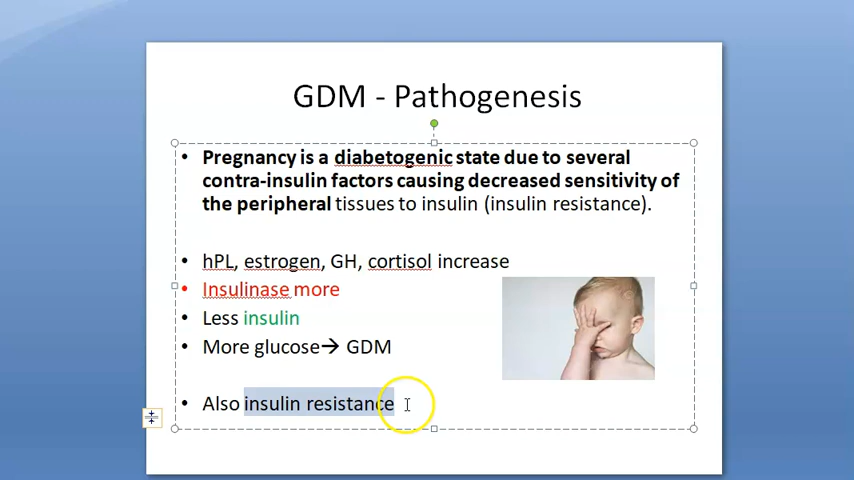 GDM - Pathogenesis
• Pregnancy is a diabetogenic state due to several
contra-insulin factors causing decreased sensitivity of
the peripheral tissues to insulin (insulin resistance).
• hPL, estrogen, GH, cortisol increase
• Insulinase more
• Less insulin
• More glucose→ GDM
• Also insulin resistance